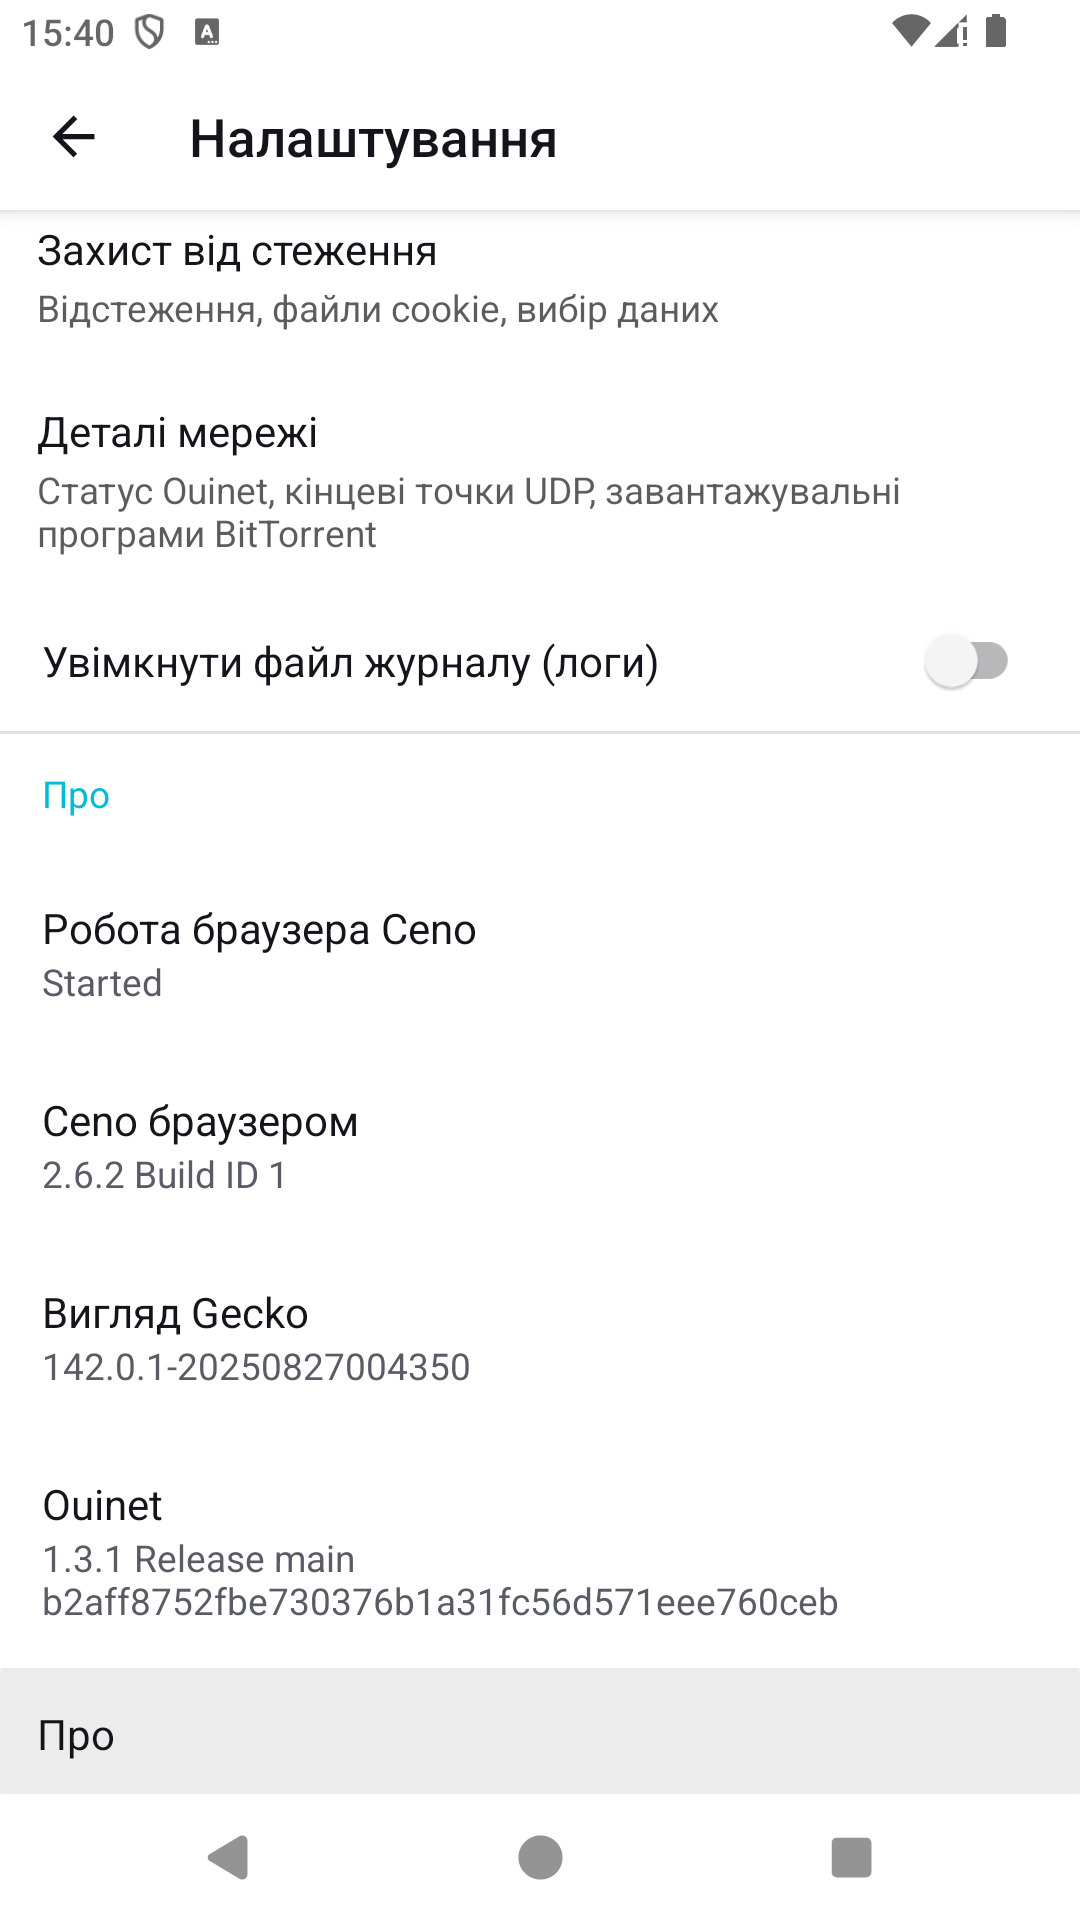 15:40
Налаштування
Захист від стеження
Відстеження, файли cookie, вибір даних
Деталі мережі
Статус Ouinet, кінцеві точки UDP, завантажувальні
програми BitTorrent
Увімкнути файл журналу (логи)
Про
Робота браузера Ceno
Started
Ceno браузером
2.6.2 Build ID 1
Вигляд Gecko
142.0.1-20250827004350
Ouinet
1.3.1 Release main
b2aff8752fbe730376b1a31fc56d571eee760ceb
Про